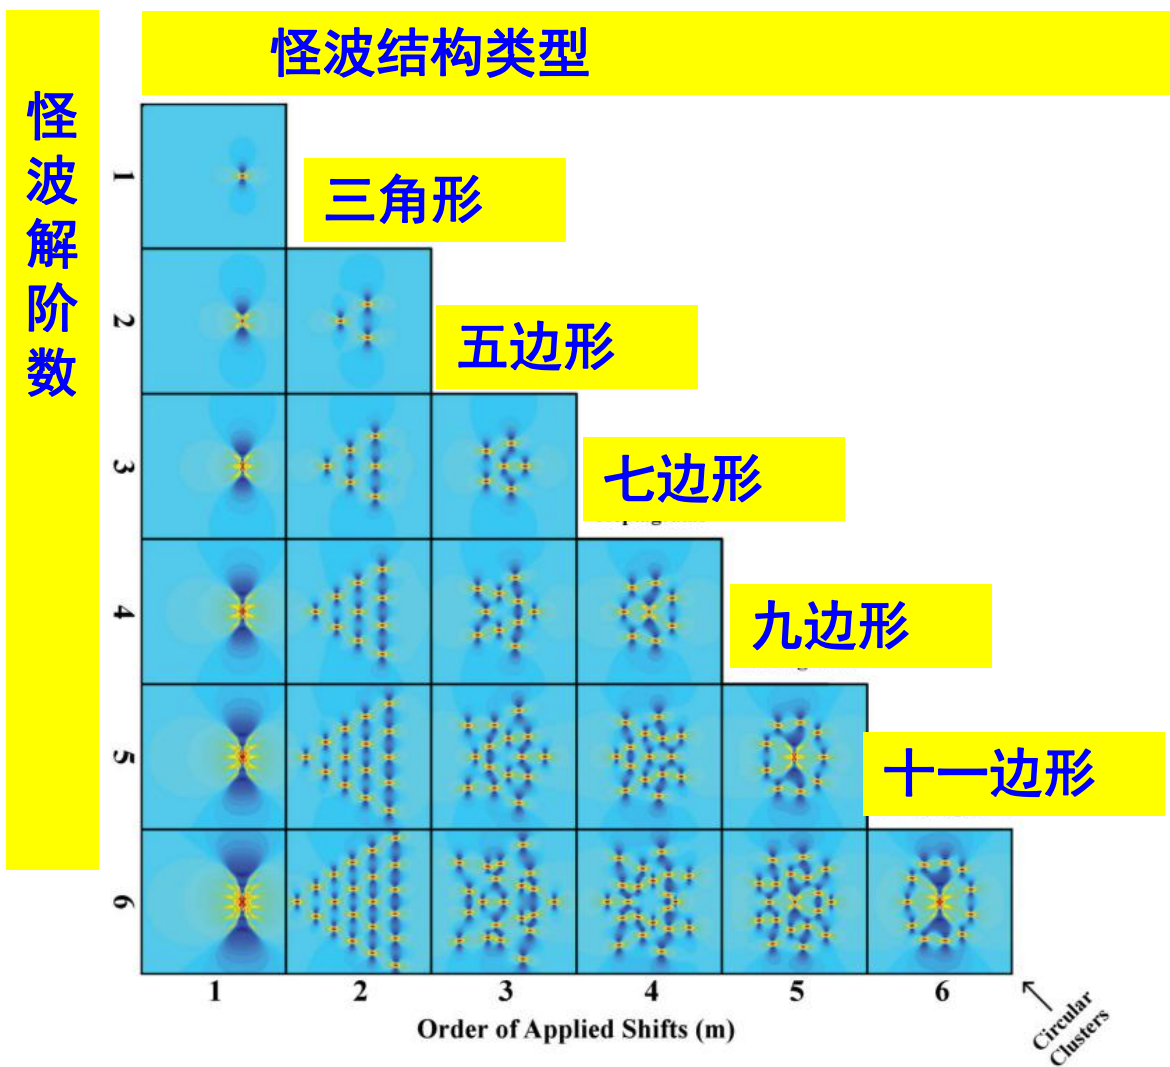 怪波结构类型
怪波解阶数
1
三角形
2
五边形
3
七边形
4
九边形
5
十一边形
6
1 2 3 4 5 6
Order of Applied Shifts (m)
Circular
Clusters